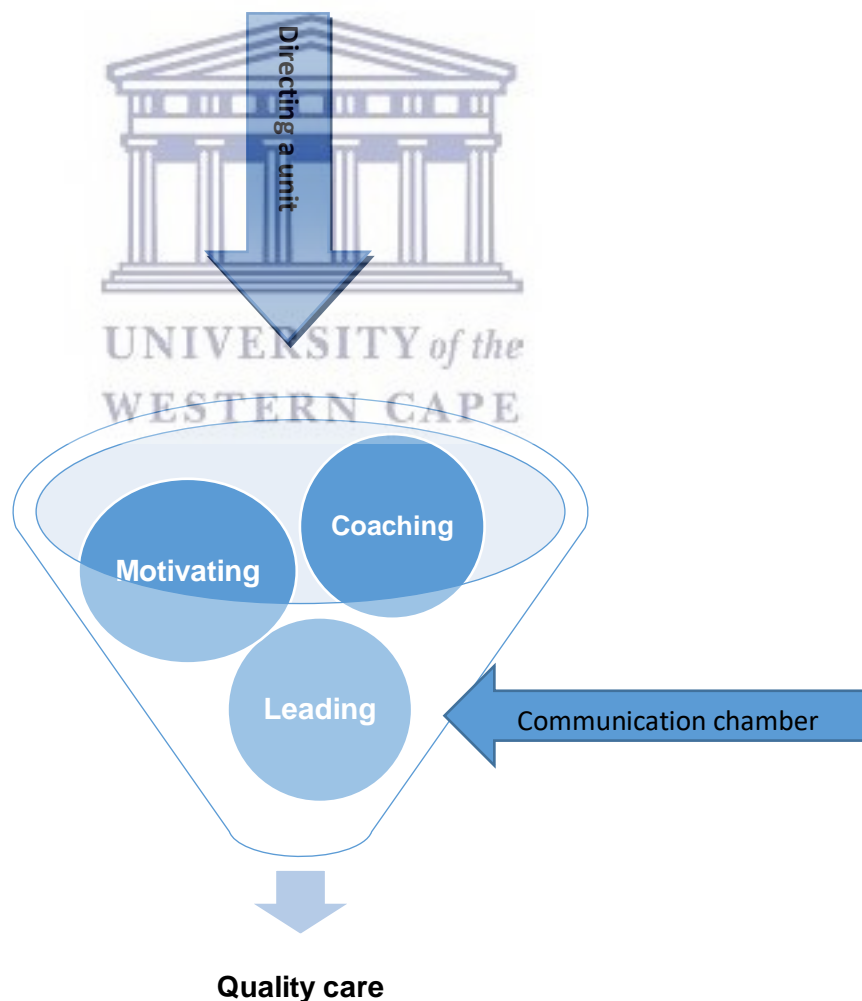 Directing a unit
UNIVERSITY of the
WESTERN CAPE
Coaching
Motivating
Leading
Communication chamber
Quality care